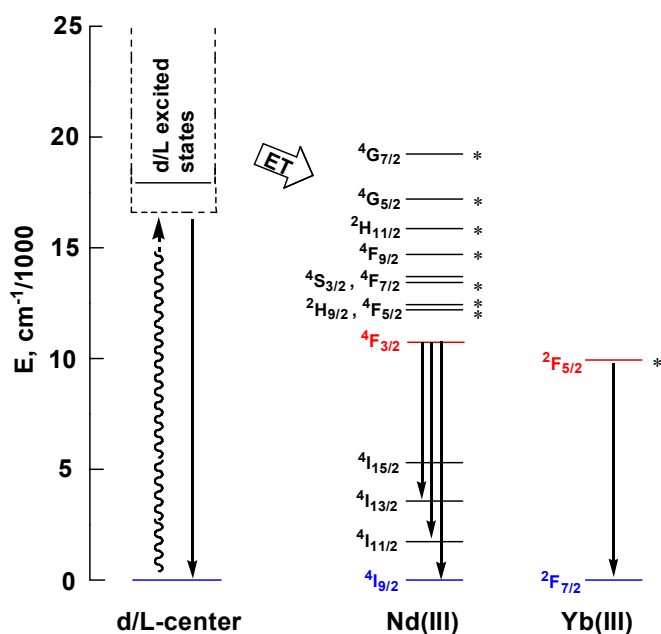 E, cm⁻¹/1000
25
20
15
10
5
0
d/L excited
states
ET
⁴G₇/₂ *
⁴G₅/₂ *
²H₁₁/₂ *
⁴F₉/₂ *
⁴S₃/₂ , ⁴F₇/₂ *
²H₉/₂ , ⁴F₅/₂ *
*
⁴F₃/₂
²F₅/₂ *
⁴I₁₅/₂
⁴I₁₃/₂
⁴I₁₁/₂
⁴I₉/₂
²F₇/₂
d/L-center
Nd(III)
Yb(III)